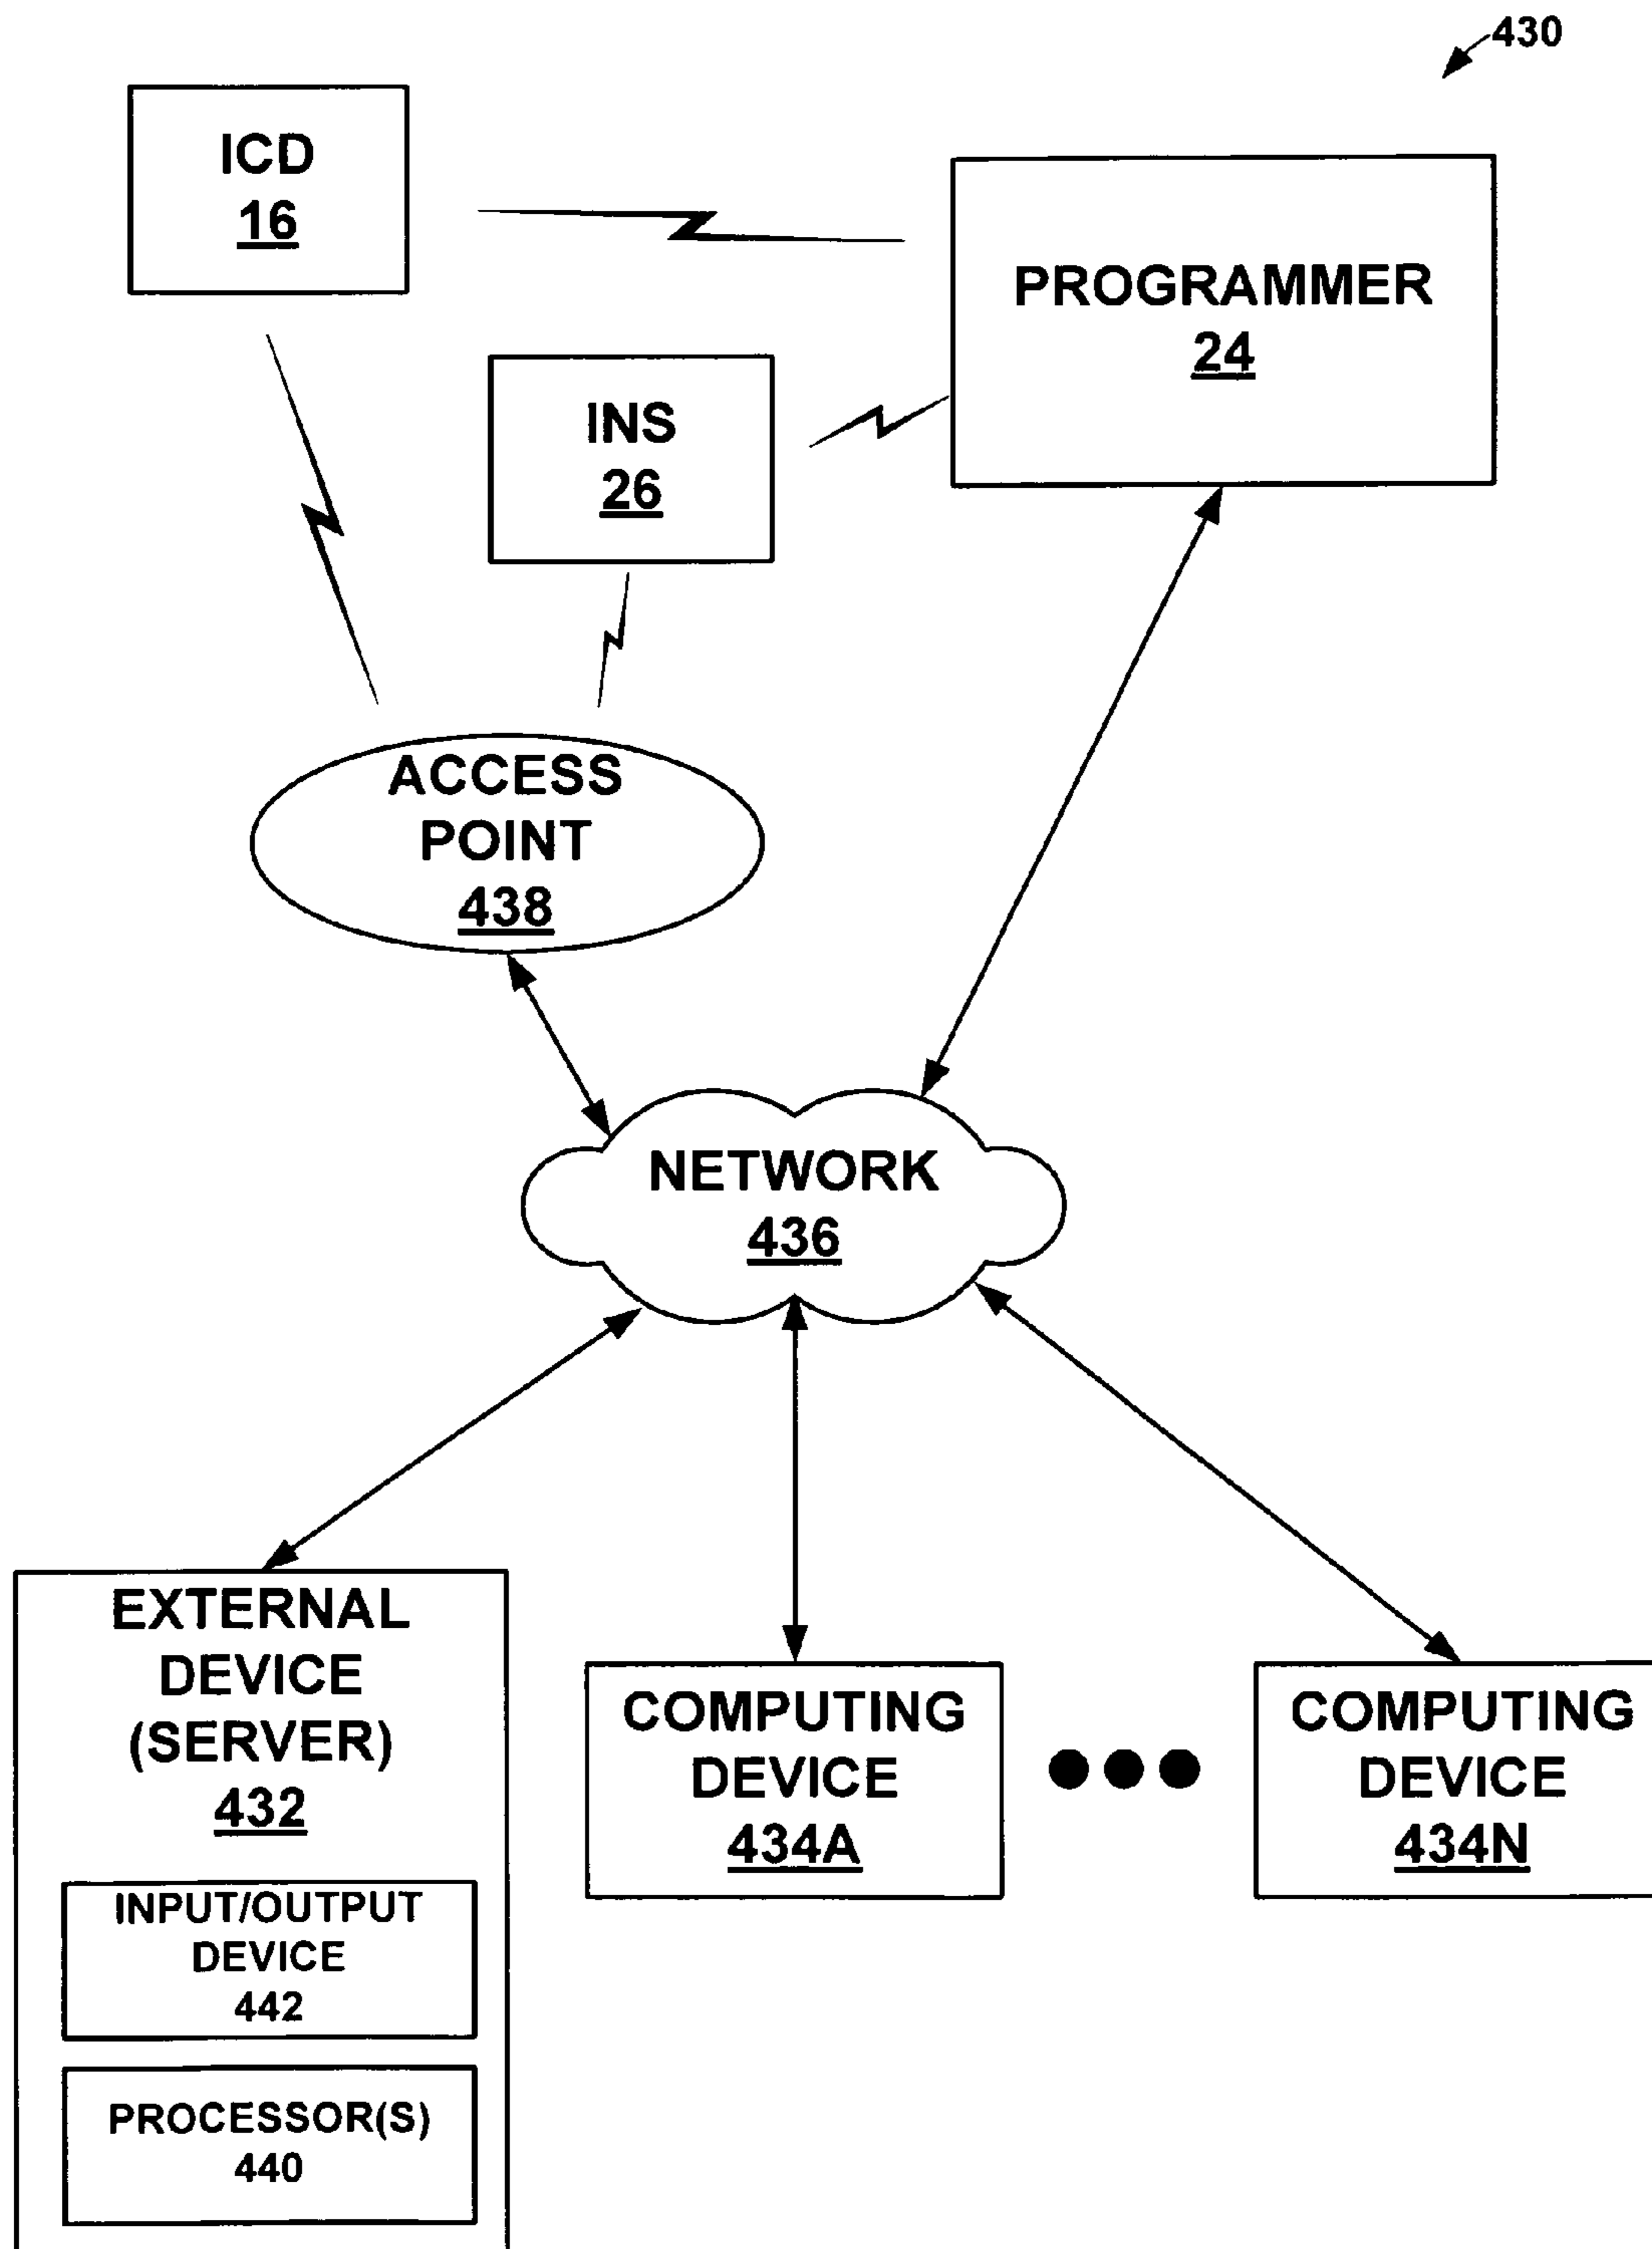 430
ICD
16
PROGRAMMER
24
INS
26
ACCESS
POINT
438
NETWORK
436
EXTERNAL
DEVICE
(SERVER)
432
INPUT/OUTPUT
DEVICE
442
PROCESSOR(S)
440
COMPUTING
DEVICE
434A
COMPUTING
DEVICE
434N